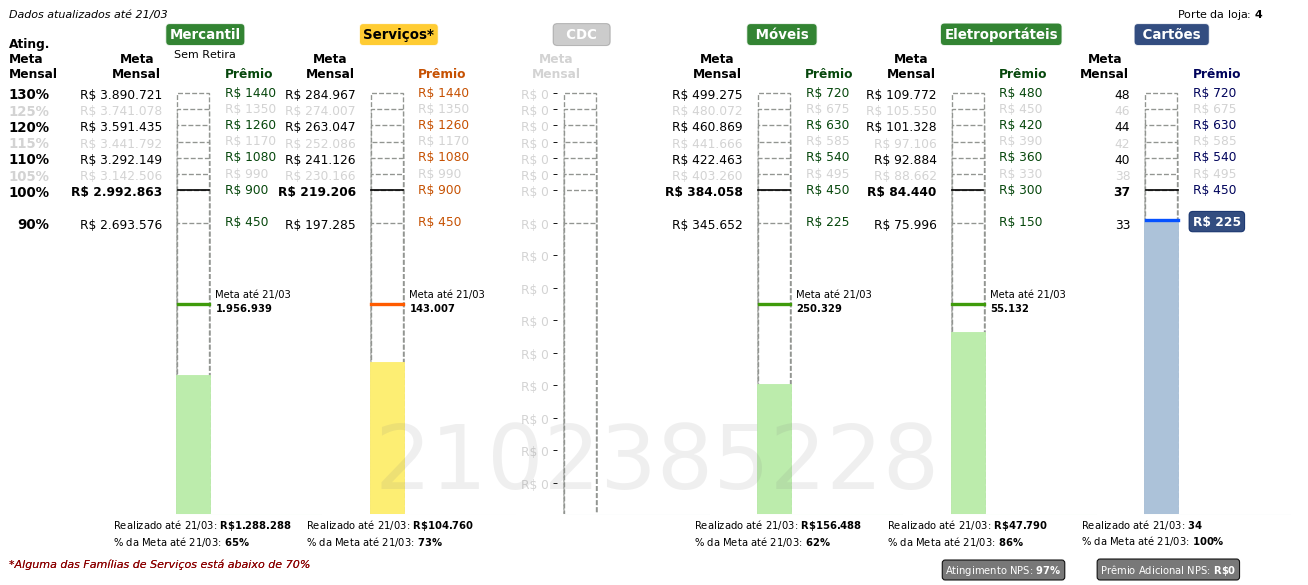 Dados atualizados até 21/03
Porte da loja: 4
Mercantil Serviços* CDC Móveis Eletroportáteis Cartões
Sem Retira
Ating. Meta Mensal
Meta Mensal Prêmio Meta Mensal Prêmio Meta Mensal Meta Mensal Prêmio Meta Mensal Prêmio Meta Mensal Prêmio
130% R$ 3.890.721 R$ 1440 R$ 284.967 R$ 1440 R$ 0 R$ 499.275 R$ 720 R$ 109.772 R$ 480 48 R$ 720
125% R$ 3.741.078 R$ 1350 R$ 274.007 R$ 1350 R$ 0 R$ 480.072 R$ 675 R$ 105.550 R$ 450 46 R$ 675
120% R$ 3.591.435 R$ 1260 R$ 263.047 R$ 1260 R$ 0 R$ 460.869 R$ 630 R$ 101.328 R$ 420 44 R$ 630
115% R$ 3.441.792 R$ 1170 R$ 252.086 R$ 1170 R$ 0 R$ 441.666 R$ 585 R$ 97.106 R$ 390 42 R$ 585
110% R$ 3.292.149 R$ 1080 R$ 241.126 R$ 1080 R$ 0 R$ 422.463 R$ 540 R$ 92.884 R$ 360 40 R$ 540
105% R$ 3.142.506 R$ 990 R$ 230.166 R$ 990 R$ 0 R$ 403.260 R$ 495 R$ 88.662 R$ 330 38 R$ 495
100% R$ 2.992.863 R$ 900 R$ 219.206 R$ 900 R$ 0 R$ 384.058 R$ 450 R$ 84.440 R$ 300 37 R$ 450
90% R$ 2.693.576 R$ 450 R$ 197.285 R$ 450 R$ 0 R$ 345.652 R$ 225 R$ 75.996 R$ 150 33 R$ 225
R$ 0
R$ 0
Meta até 21/03 Meta até 21/03 Meta até 21/03 Meta até 21/03
1.956.939 143.007 250.329 55.132
R$ 0
R$ 0
R$ 0
R$ 0
R$ 0
R$ 0
2102385228
Realizado até 21/03: R$1.288.288 Realizado até 21/03: R$104.760 Realizado até 21/03: R$156.488 Realizado até 21/03: R$47.790 Realizado até 21/03: 34
% da Meta até 21/03: 65% % da Meta até 21/03: 73% % da Meta até 21/03: 62% % da Meta até 21/03: 86% % da Meta até 21/03: 100%
*Alguma das Famílias de Serviços está abaixo de 70%
Atingimento NPS: 97% Prêmio Adicional NPS: R$0